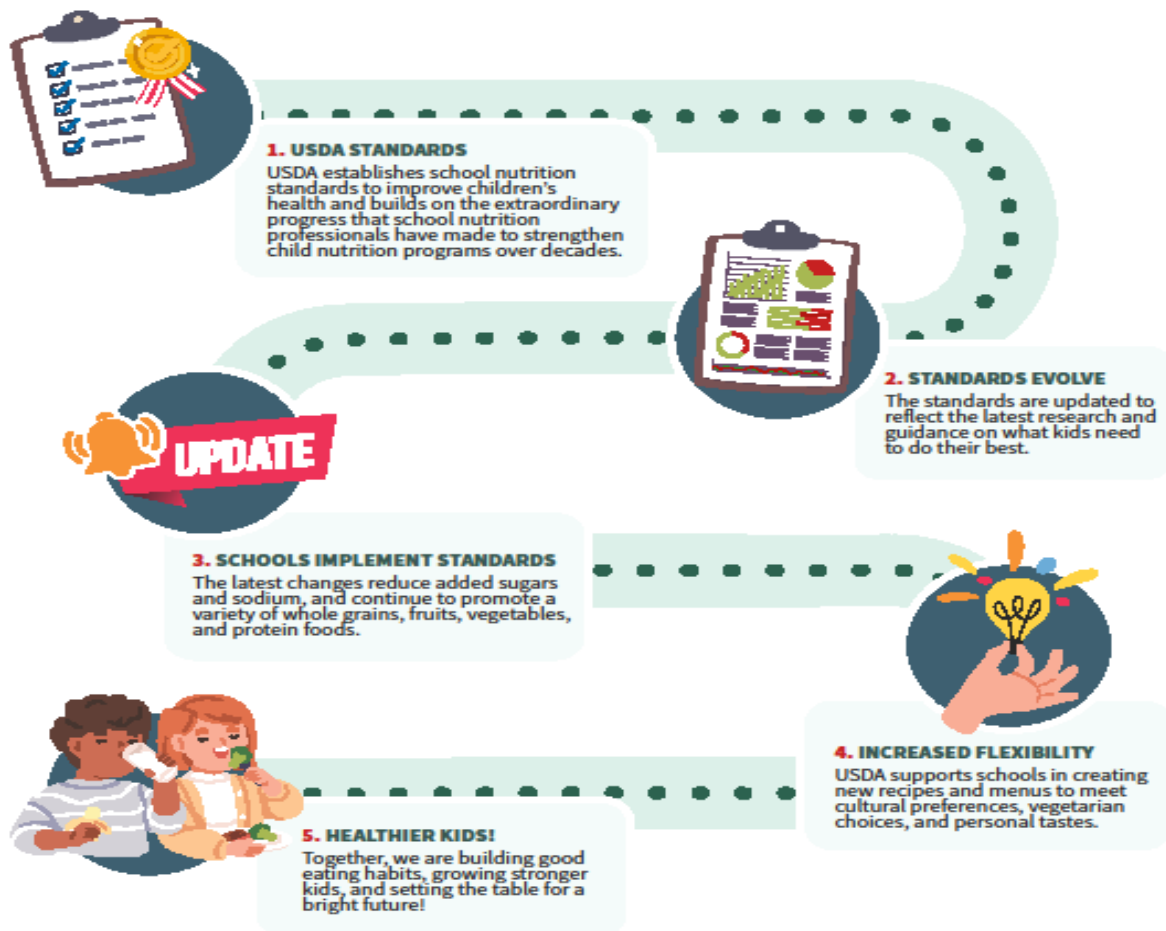 1. USDA STANDARDS
USDA establishes school nutrition
standards to improve children's
health and builds on the extraordinary
progress that school nutrition
professionals have made to strengthen
child nutrition programs over decades.
2. STANDARDS EVOLVE
The standards are updated to
reflect the latest research and
guidance on what kids need
to do their best.
UPDATE
3. SCHOOLS IMPLEMENT STANDARDS
The latest changes reduce added sugars
and sodium, and continue to promote a
variety of whole grains, fruits, vegetables,
and protein foods.
4. INCREASED FLEXIBILITY
USDA supports schools in creating
new recipes and menus to meet
cultural preferences, vegetarian
choices, and personal tastes.
5. HEALTHIER KIDS!
Together, we are building good
eating habits, growing stronger
kids, and setting the table for a
bright future!